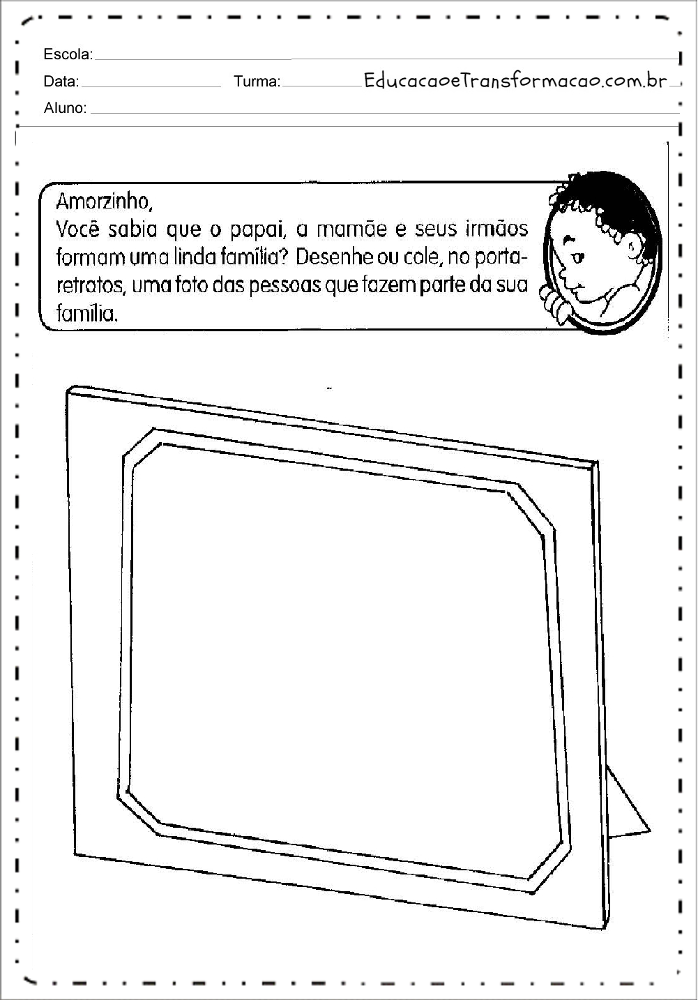 Escola:
Data: Turma: EducacaoeTransformacao.com.br
Aluno:
Amorzinho,
Você sabia que o papai, a mamãe e seus irmãos
formam uma linda família? Desenhe ou cole, no porta-
retratos, uma foto das pessoas que fazem parte da sua
família.